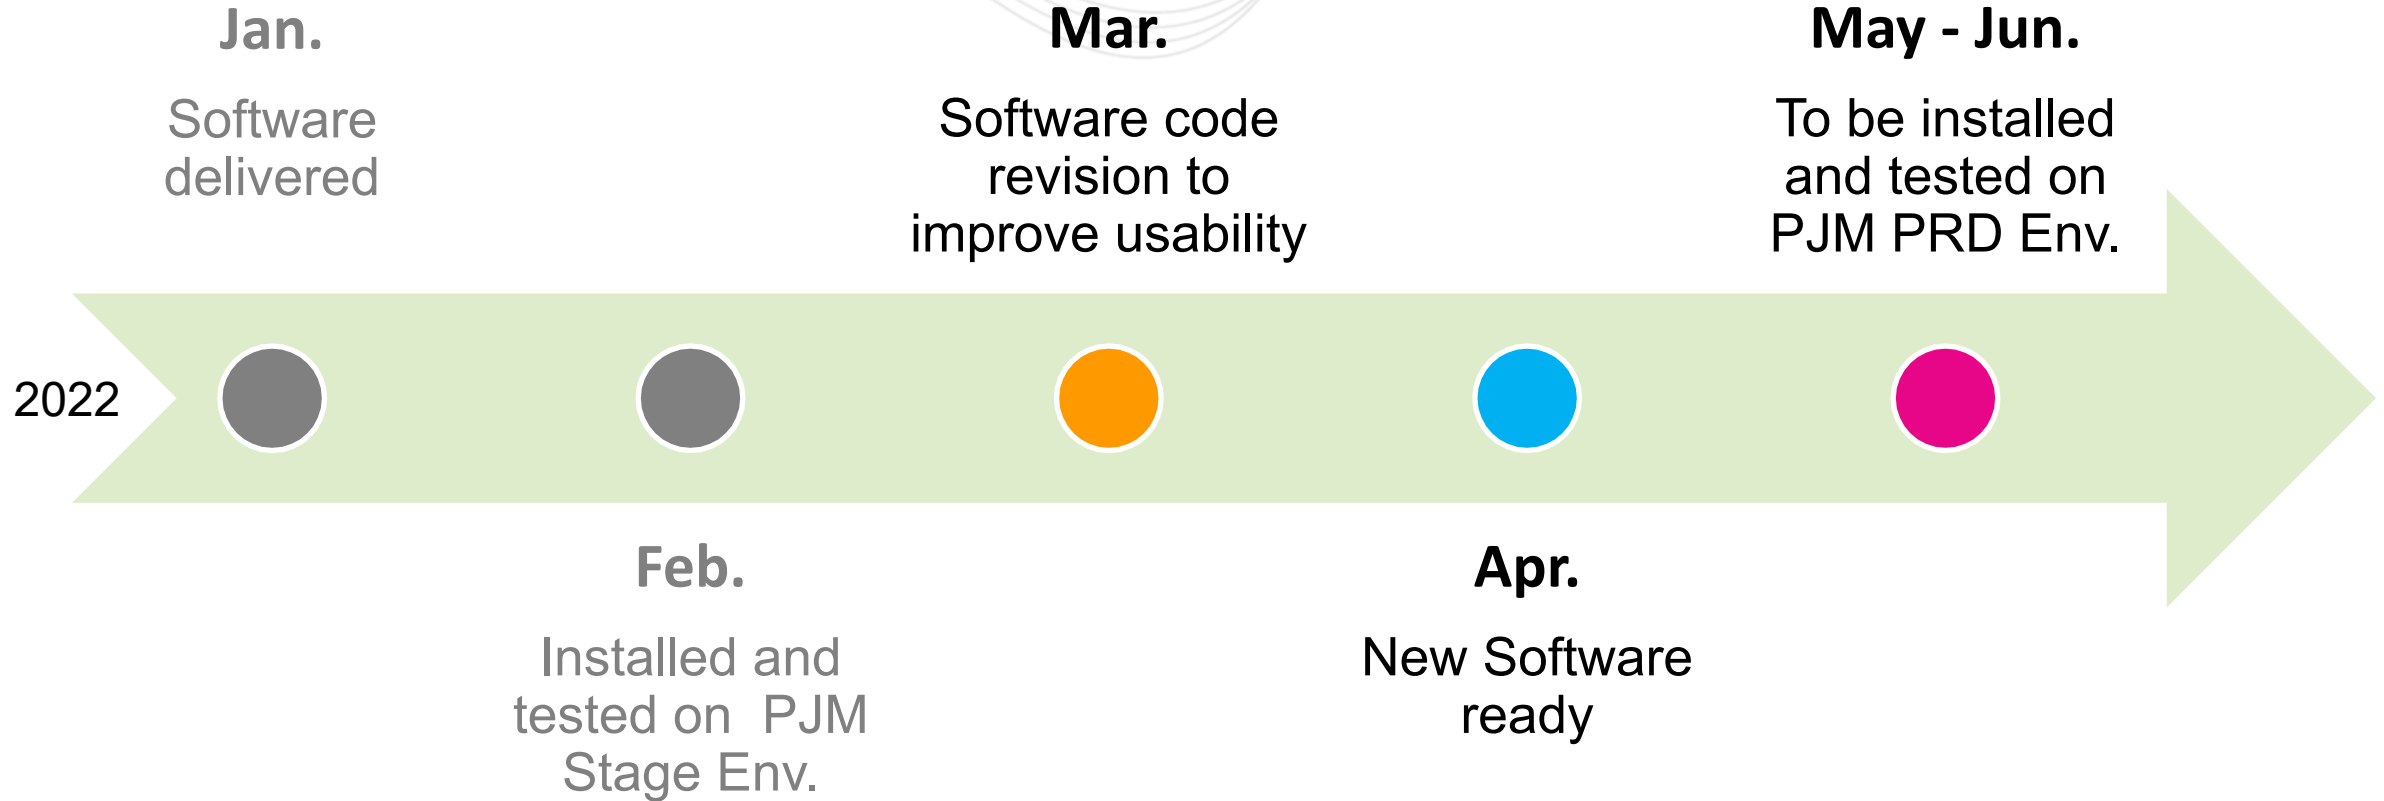 Jan.
Software
delivered
Mar.
Software code
revision to
improve usability
May - Jun.
To be installed
and tested on
PJM PRD Env.
2022
Feb.
Installed and
tested on  PJM
Stage Env.
Apr.
New Software
ready